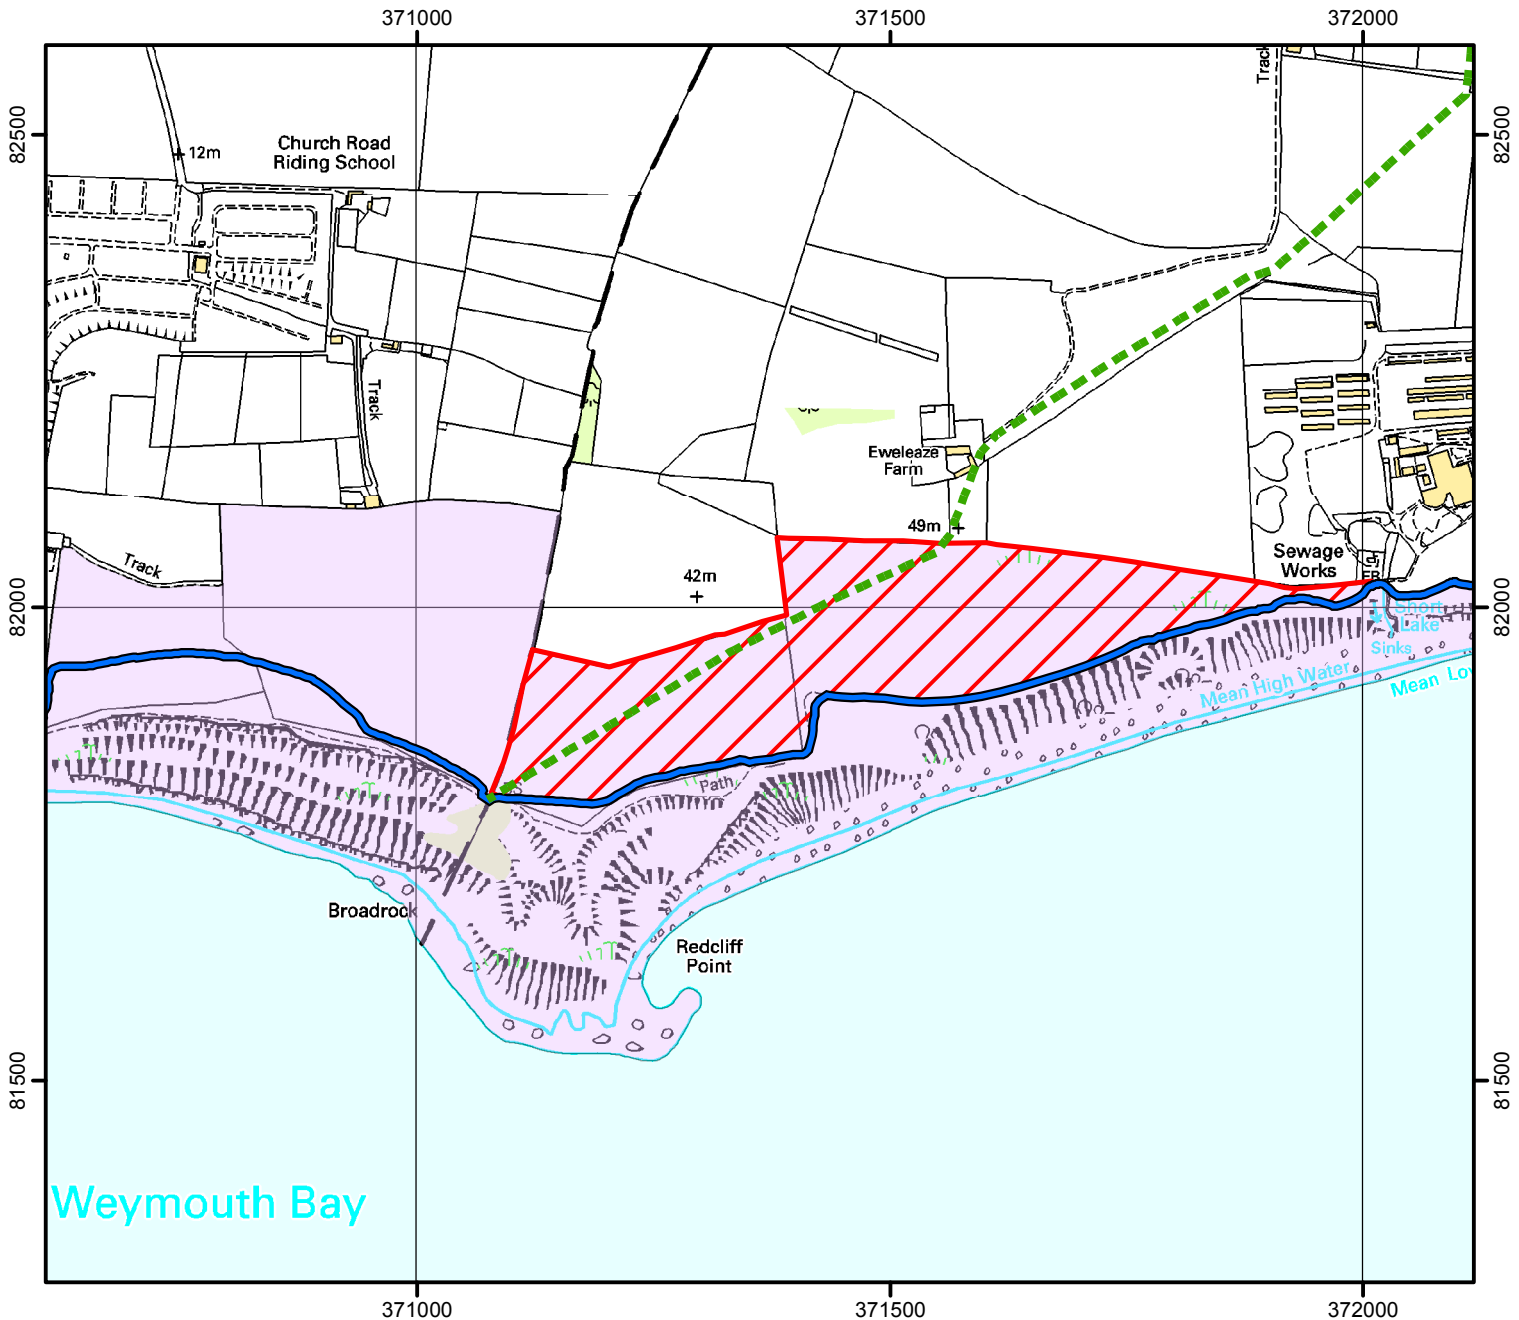 371000
371500
372000
82500
82500
Track
Church Road
Riding School
12m
Track
Eweleaze
Farm
49m
Sewage
Works
Track
42m
82000
82000
Short
Lake
Sinks
Mean High Water
Path
Broadrock
Redcliff
Point
81500
81500
Weymouth Bay
371000
371500
372000